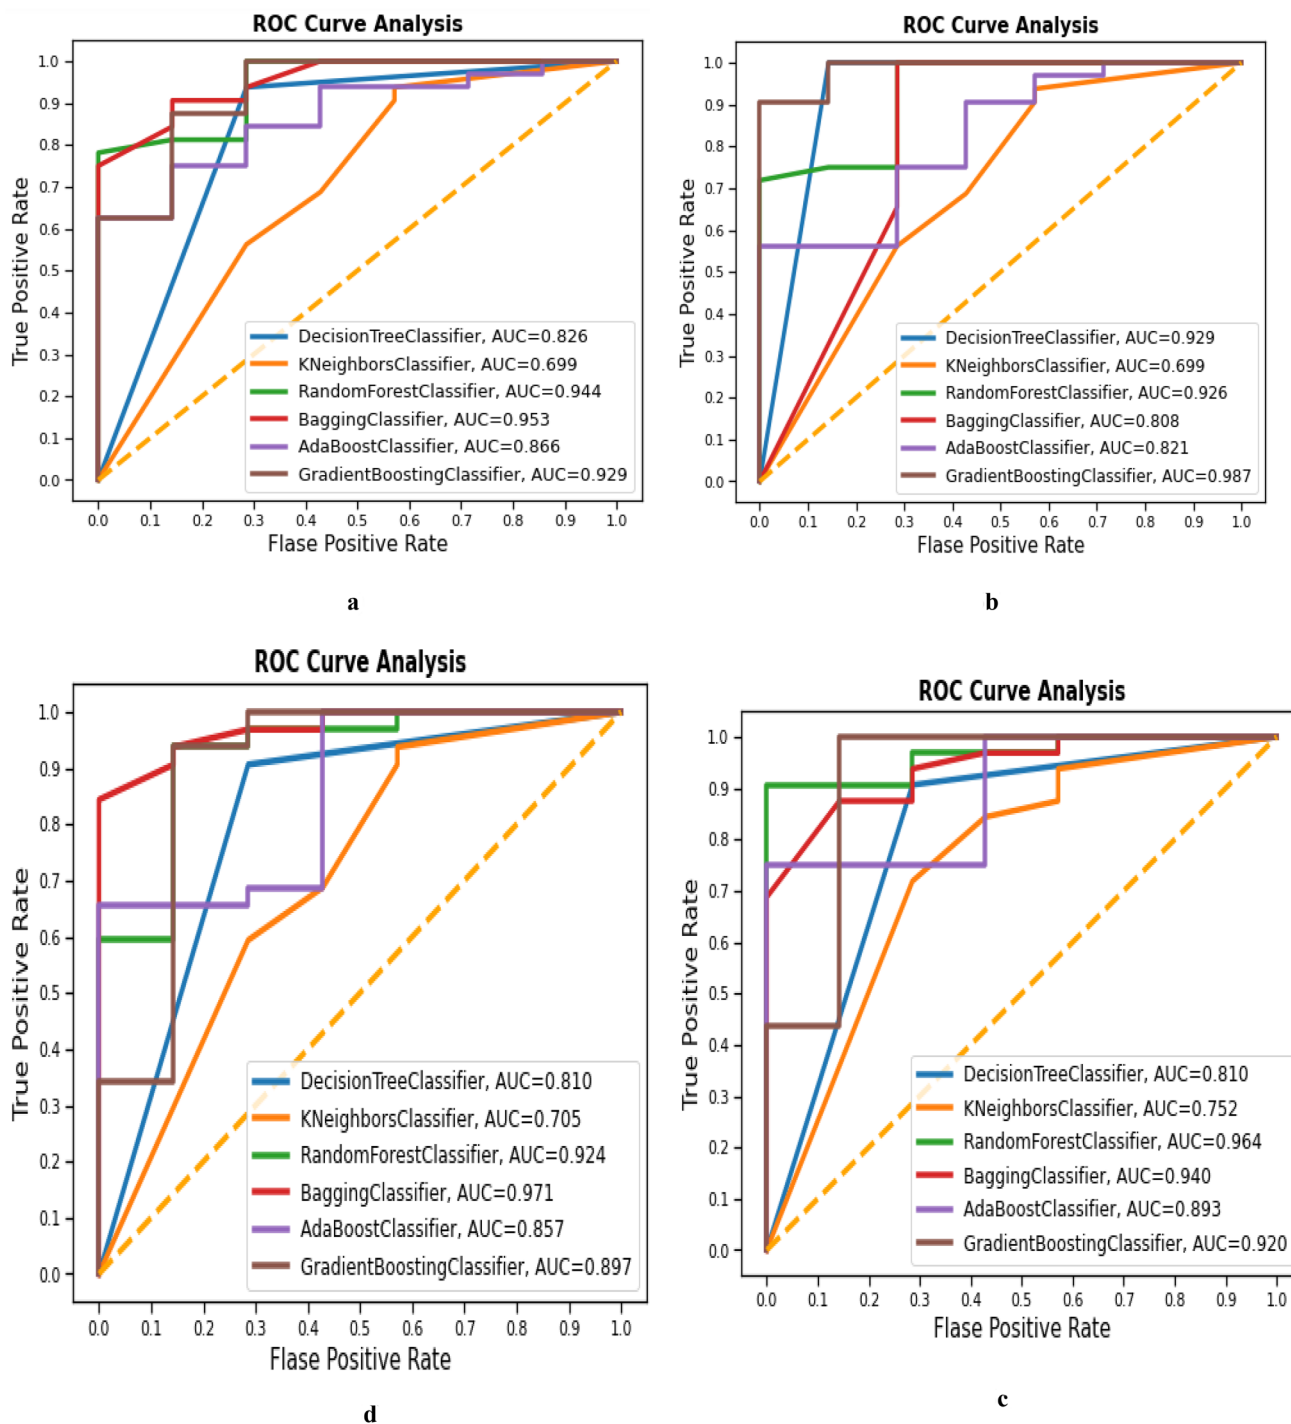 ROC Curve Analysis
True Positive Rate
1.0
0.9
0.8
0.7
0.6
0.5
0.4
0.3
0.2
0.1
0.0
DecisionTreeClassifier, AUC=0.826
KNeighborsClassifier, AUC=0.699
RandomForestClassifier, AUC=0.944
BaggingClassifier, AUC=0.953
AdaBoostClassifier, AUC=0.866
GradientBoostingClassifier, AUC=0.929
0.0 0.1 0.2 0.3 0.4 0.5 0.6 0.7 0.8 0.9 1.0
Flase Positive Rate
a
ROC Curve Analysis
True Positive Rate
1.0
0.9
0.8
0.7
0.6
0.5
0.4
0.3
0.2
0.1
0.0
DecisionTreeClassifier, AUC=0.929
KNeighborsClassifier, AUC=0.699
RandomForestClassifier, AUC=0.926
BaggingClassifier, AUC=0.808
AdaBoostClassifier, AUC=0.821
GradientBoostingClassifier, AUC=0.987
0.0 0.1 0.2 0.3 0.4 0.5 0.6 0.7 0.8 0.9 1.0
Flase Positive Rate
b
ROC Curve Analysis
True Positive Rate
1.0
0.9
0.8
0.7
0.6
0.5
0.4
0.3
0.2
0.1
0.0
DecisionTreeClassifier, AUC=0.810
KNeighborsClassifier, AUC=0.705
RandomForestClassifier, AUC=0.924
BaggingClassifier, AUC=0.971
AdaBoostClassifier, AUC=0.857
GradientBoostingClassifier, AUC=0.897
0.0 0.1 0.2 0.3 0.4 0.5 0.6 0.7 0.8 0.9 1.0
Flase Positive Rate
d
ROC Curve Analysis
True Positive Rate
1.0
0.9
0.8
0.7
0.6
0.5
0.4
0.3
0.2
0.1
0.0
DecisionTreeClassifier, AUC=0.810
KNeighborsClassifier, AUC=0.752
RandomForestClassifier, AUC=0.964
BaggingClassifier, AUC=0.940
AdaBoostClassifier, AUC=0.893
GradientBoostingClassifier, AUC=0.920
0.0 0.1 0.2 0.3 0.4 0.5 0.6 0.7 0.8 0.9 1.0
Flase Positive Rate
c